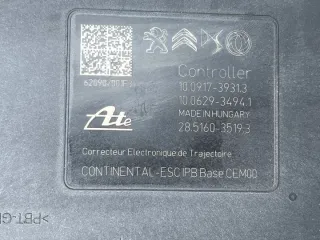 Controller
10.0917-3931.3
10.0629-3494.1
MADE IN HUNGARY
28.5160-3519.3
Ate
Correcteur Electronique de Trajectoire
CONTINENTAL-ESC IPB Base CEM00
>PBT-G